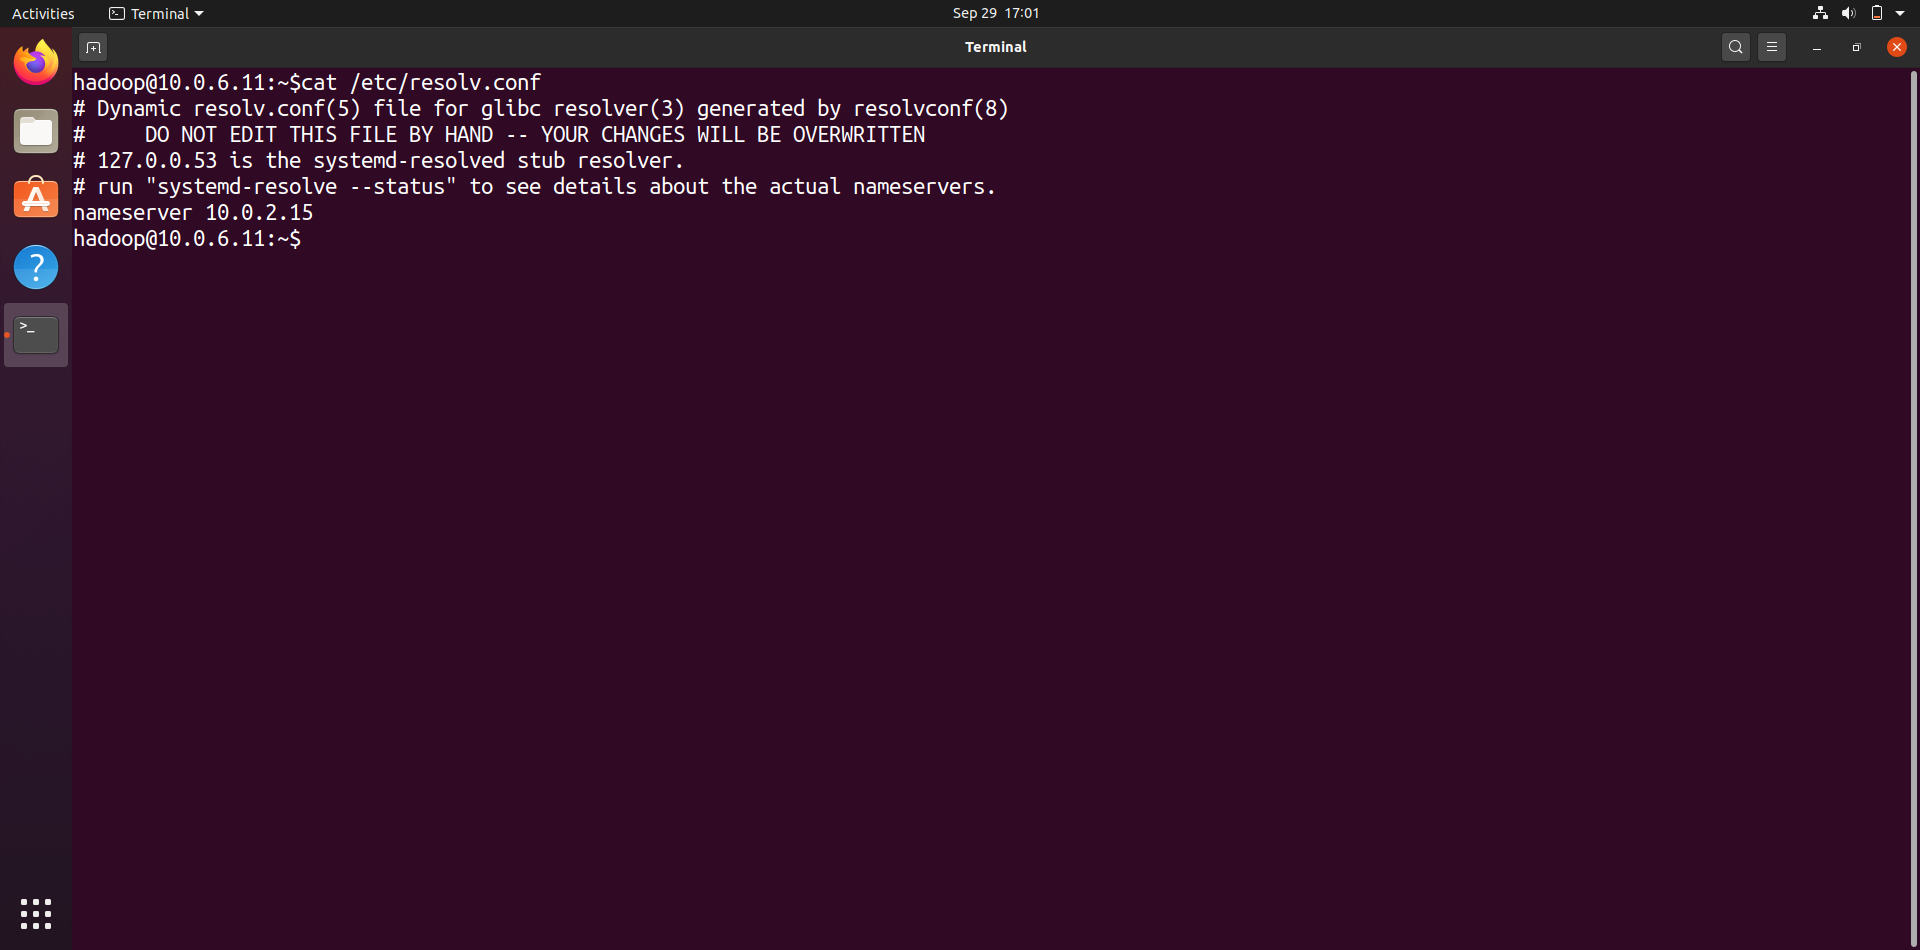 Activities Terminal Sep 29 17:01
Terminal
hadoop@10.0.6.11:~$cat /etc/resolv.conf
# Dynamic resolv.conf(5) file for glibc resolver(3) generated by resolvconf(8)
#     DO NOT EDIT THIS FILE BY HAND -- YOUR CHANGES WILL BE OVERWRITTEN
# 127.0.0.53 is the systemd-resolved stub resolver.
# run "systemd-resolve --status" to see details about the actual nameservers.
nameserver 10.0.2.15
hadoop@10.0.6.11:~$